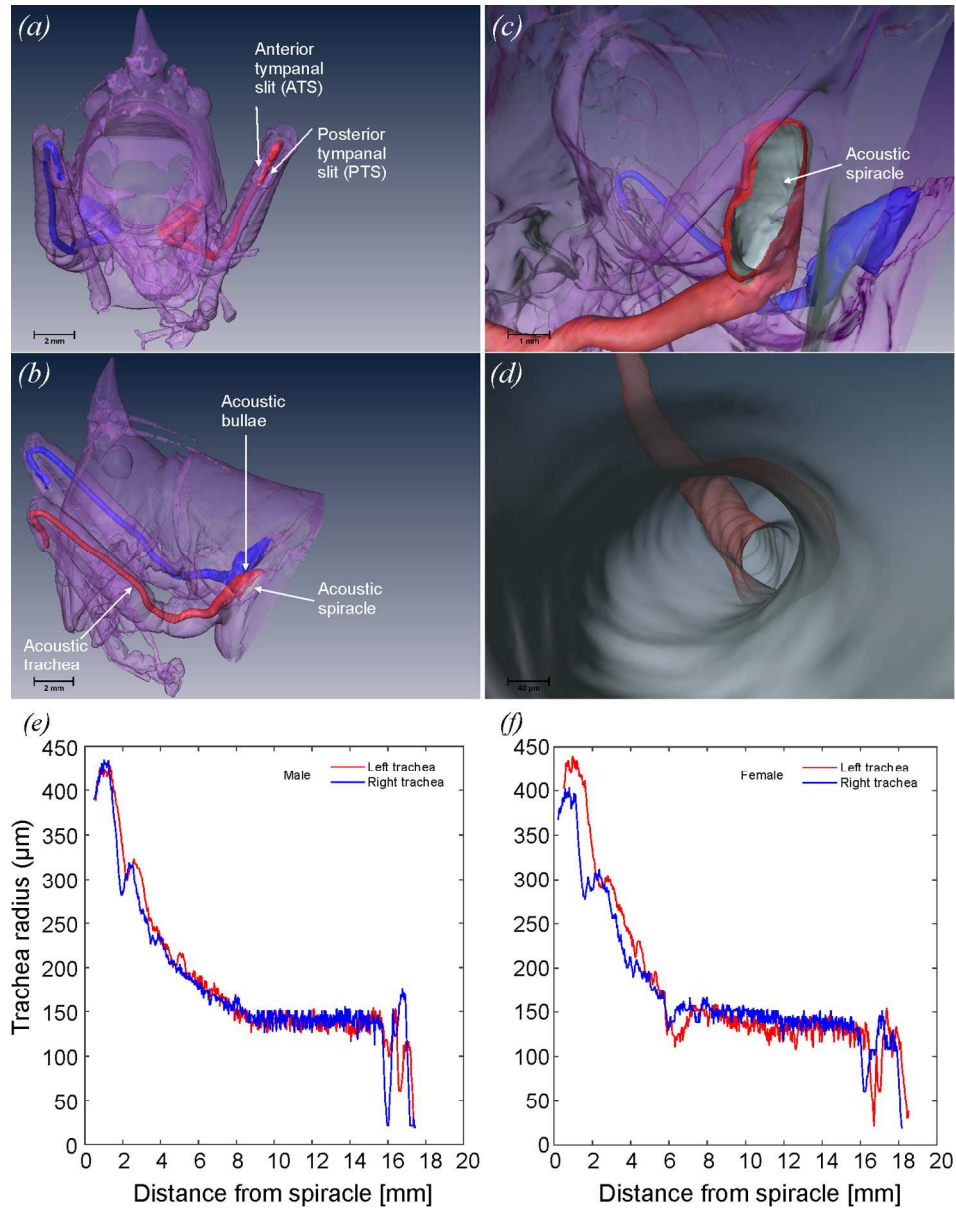 (a)
Anterior
tympanal
slit (ATS)
Posterior
tympanal
slit (PTS)
2 mm
(c)
Acoustic
spiracle
1 mm
(b)
Acoustic
bullae
Acoustic
spiracle
Acoustic
trachea
2 mm
(d)
40 µm
(e)
Male
Left trachea
Right trachea
450
400
350
300
250
200
150
100
50
0
Trachea radius (µm)
0 2 4 6 8 10 12 14 16 18 20
Distance from spiracle [mm]
(f)
Female
Left trachea
Right trachea
450
400
350
300
250
200
150
100
50
0
0 2 4 6 8 10 12 14 16 18 20
Distance from spiracle [mm]